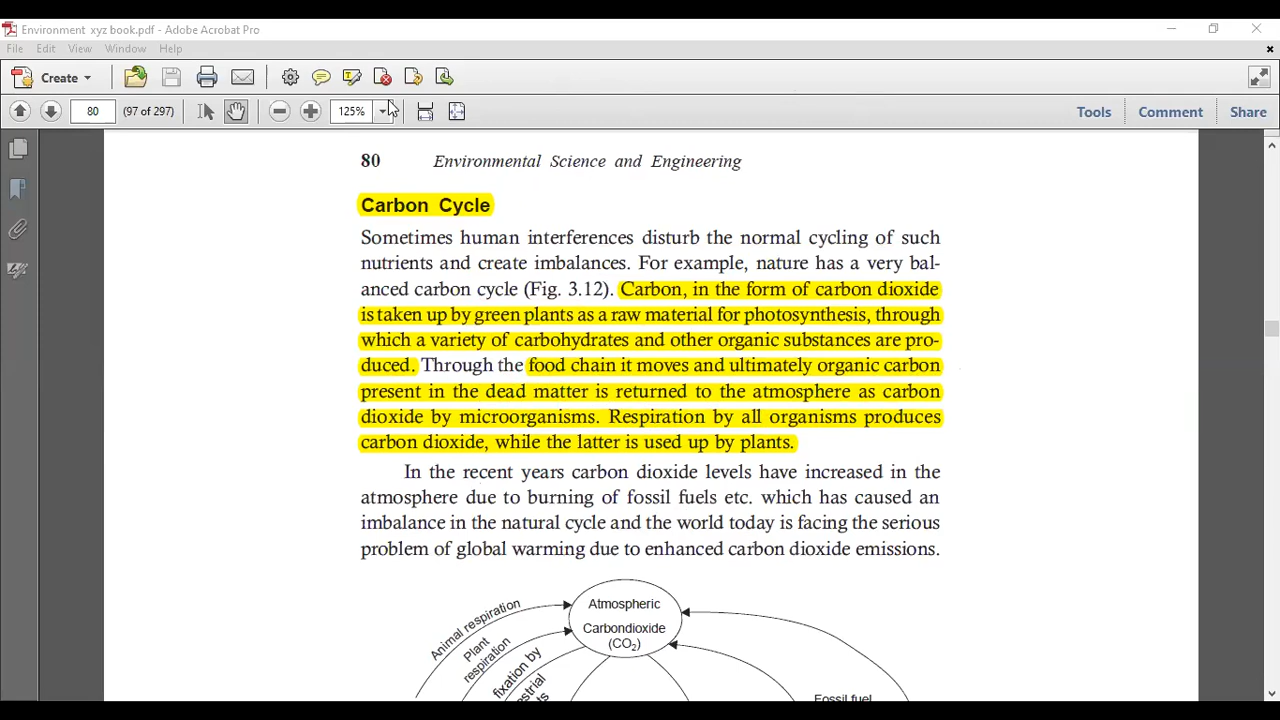 Environment xyz book.pdf - Adobe Acrobat Pro
File Edit View Window Help
Create
80 (97 of 297) 125% Tools Comment Share
80 Environmental Science and Engineering
Carbon Cycle
Sometimes human interferences disturb the normal cycling of such
nutrients and create imbalances. For example, nature has a very bal-
anced carbon cycle (Fig. 3.12). Carbon, in the form of carbon dioxide
is taken up by green plants as a raw material for photosynthesis, through
which a variety of carbohydrates and other organic substances are pro-
duced. Through the food chain it moves and ultimately organic carbon
present in the dead matter is returned to the atmosphere as carbon
dioxide by microorganisms. Respiration by all organisms produces
carbon dioxide, while the latter is used up by plants.
In the recent years carbon dioxide levels have increased in the
atmosphere due to burning of fossil fuels etc. which has caused an
imbalance in the natural cycle and the world today is facing the serious
problem of global warming due to enhanced carbon dioxide emissions.
Atmospheric
Carbondioxide
(CO₂)
Animal respiration
Plant
respiration
fixation by
Fossil fuel